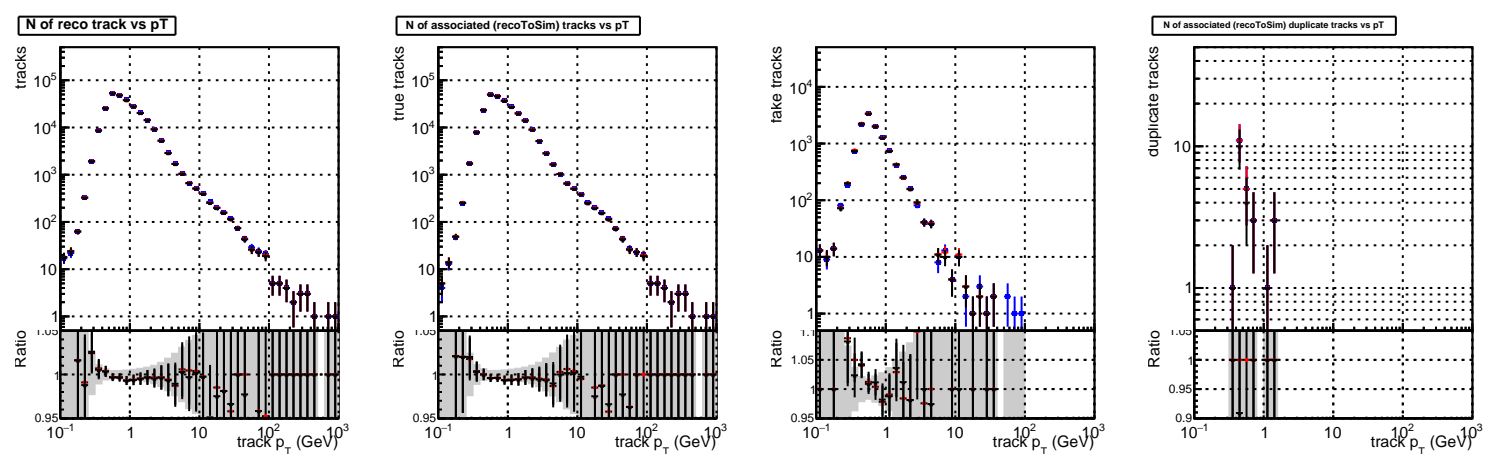 N of reco track vs pT
tracks
10^5
10^4
10^3
10^2
10
1
Ratio
1.05
1
0.95
10^-1 1 10 10^2 10^3
track p_T (GeV)
N of associated (recoToSim) tracks vs pT
true tracks
10^5
10^4
10^3
10^2
10
1
Ratio
1.05
1
0.95
10^-1 1 10 10^2 10^3
track p_T (GeV)
fake tracks
10^4
10^3
10^2
10
1
Ratio
1.1
1.05
1
0.95
10^-1 1 10 10^2 10^3
track p_T (GeV)
N of associated (recoToSim) duplicate tracks vs pT
duplicate tracks
10
1
Ratio
1.05
1
0.95
0.9
10^-1 1 10 10^2 10^3
track p_T (GeV)